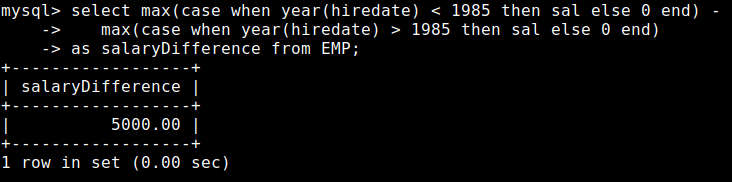 mysql> select max(case when year(hiredate) < 1985 then sal else 0 end) -
    ->    max(case when year(hiredate) > 1985 then sal else 0 end)
    -> as salaryDifference from EMP;
+------------------+
| salaryDifference |
+------------------+
|          5000.00 |
+------------------+
1 row in set (0.00 sec)